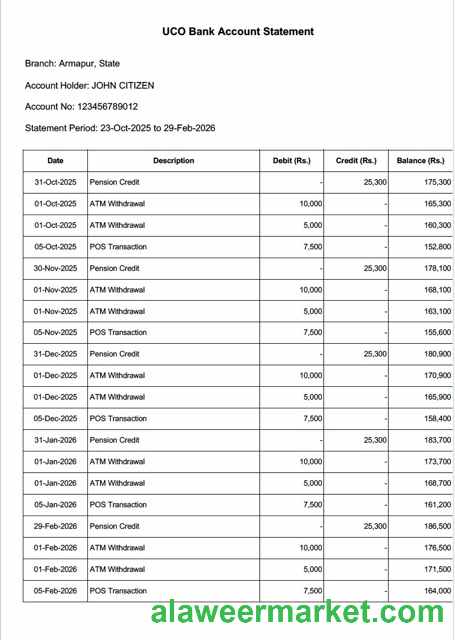 UCO Bank Account Statement
Branch: Armapur, State
Account Holder: JOHN CITIZEN
Account No: 123456789012
Statement Period: 23-Oct-2025 to 29-Feb-2026
Date Description Debit (Rs.) Credit (Rs.) Balance (Rs.)
31-Oct-2025 Pension Credit - 25,300 175,300
01-Oct-2025 ATM Withdrawal 10,000 - 165,300
01-Oct-2025 ATM Withdrawal 5,000 - 160,300
05-Oct-2025 POS Transaction 7,500 - 152,800
30-Nov-2025 Pension Credit - 25,300 178,100
01-Nov-2025 ATM Withdrawal 10,000 - 168,100
01-Nov-2025 ATM Withdrawal 5,000 - 163,100
05-Nov-2025 POS Transaction 7,500 - 155,600
31-Dec-2025 Pension Credit - 25,300 180,900
01-Dec-2025 ATM Withdrawal 10,000 - 170,900
01-Dec-2025 ATM Withdrawal 5,000 - 165,900
05-Dec-2025 POS Transaction 7,500 - 158,400
31-Jan-2026 Pension Credit - 25,300 183,700
01-Jan-2026 ATM Withdrawal 10,000 - 173,700
01-Jan-2026 ATM Withdrawal 5,000 - 168,700
05-Jan-2026 POS Transaction 7,500 - 161,200
29-Feb-2026 Pension Credit - 25,300 186,500
01-Feb-2026 ATM Withdrawal 10,000 - 176,500
01-Feb-2026 ATM Withdrawal 5,000 - 171,500
05-Feb-2026 POS Transaction 7,500 - 164,000
alaweermarket.com